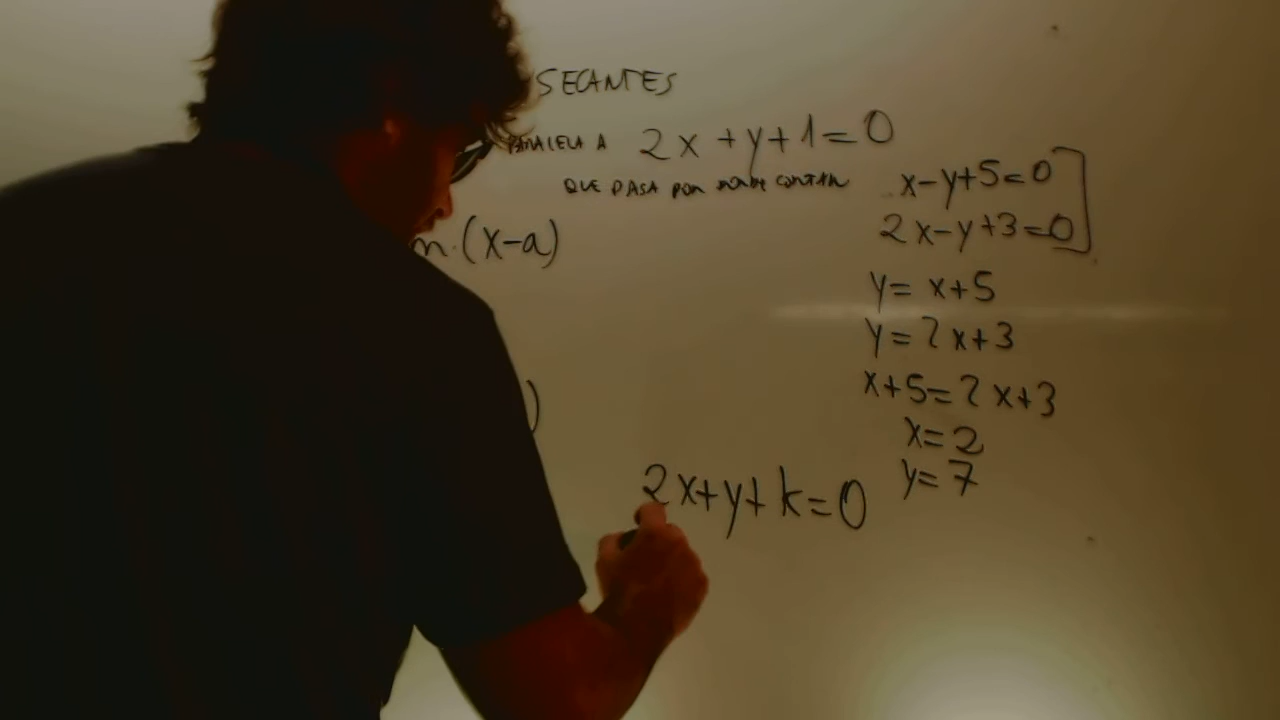 SECANTES
PARALELA A 2x+y+1=0
QUE PASA POR DONDE CORTAN
x-y+5=0
2x-y+3=0
m·(x-a)
y=x+5
y=2x+3
x+5=2x+3
)
x=2
y=7
2x+y+k=0